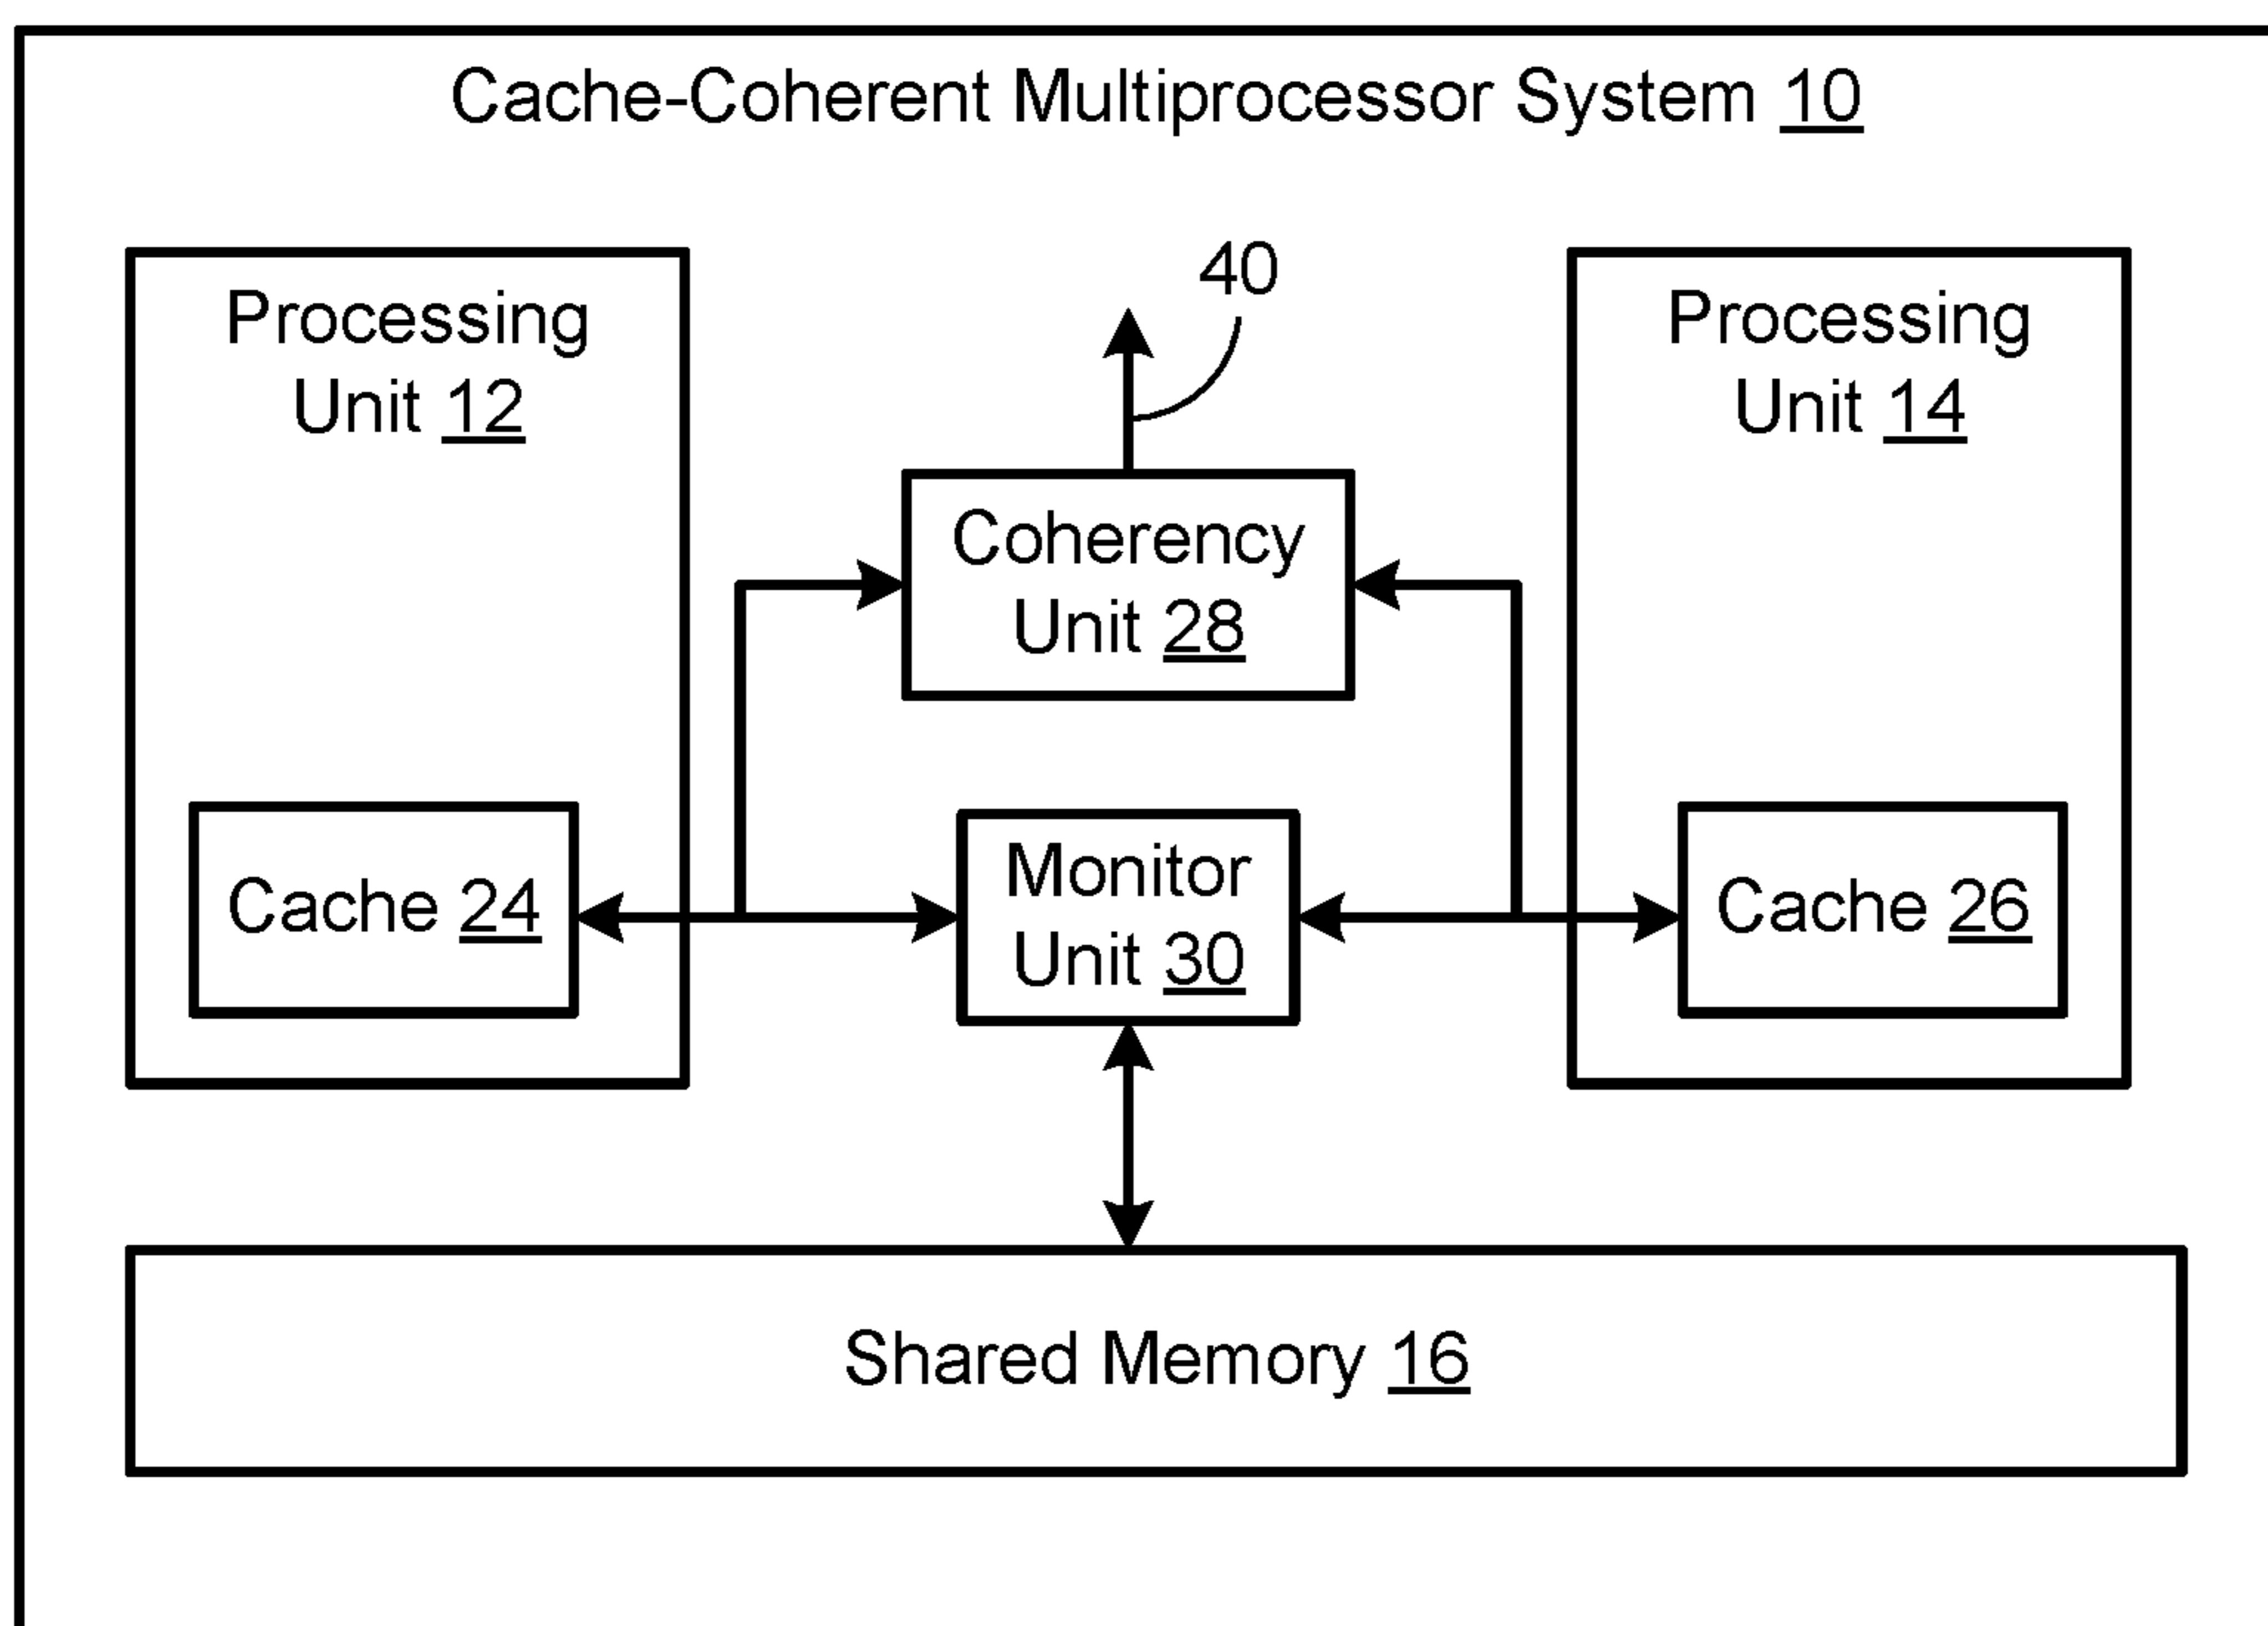 Cache-Coherent Multiprocessor System 10
40
Processing
Unit 12
Processing
Unit 14
Coherency
Unit 28
Cache 24
Monitor
Unit 30
Cache 26
Shared Memory 16